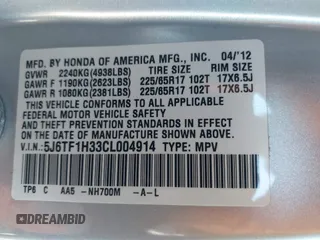 MFD. BY HONDA OF AMERICA MFG., INC. 04/'12
GVWR 2240KG(4938LBS) TIRE SIZE RIM SIZE
GAWR F 1190KG(2623LBS) 225/65R17 102T 17X6.5J
GAWR R 1080KG(2381LBS) 225/65R17 102T 17X6.5J
THIS VEHICLE CONFORMS TO ALL APPLICABLE
FEDERAL MOTOR VEHICLE SAFETY AND THEFT
PREVENTION STANDARDS IN EFFECT ON THE DATE OF
MANUFACTURE SHOWN ABOVE.
V.I.N.: 5J6TF1H33CL004914 TYPE: MPV
TP6 C AA5 -NH700M -A-L
DREAMBID